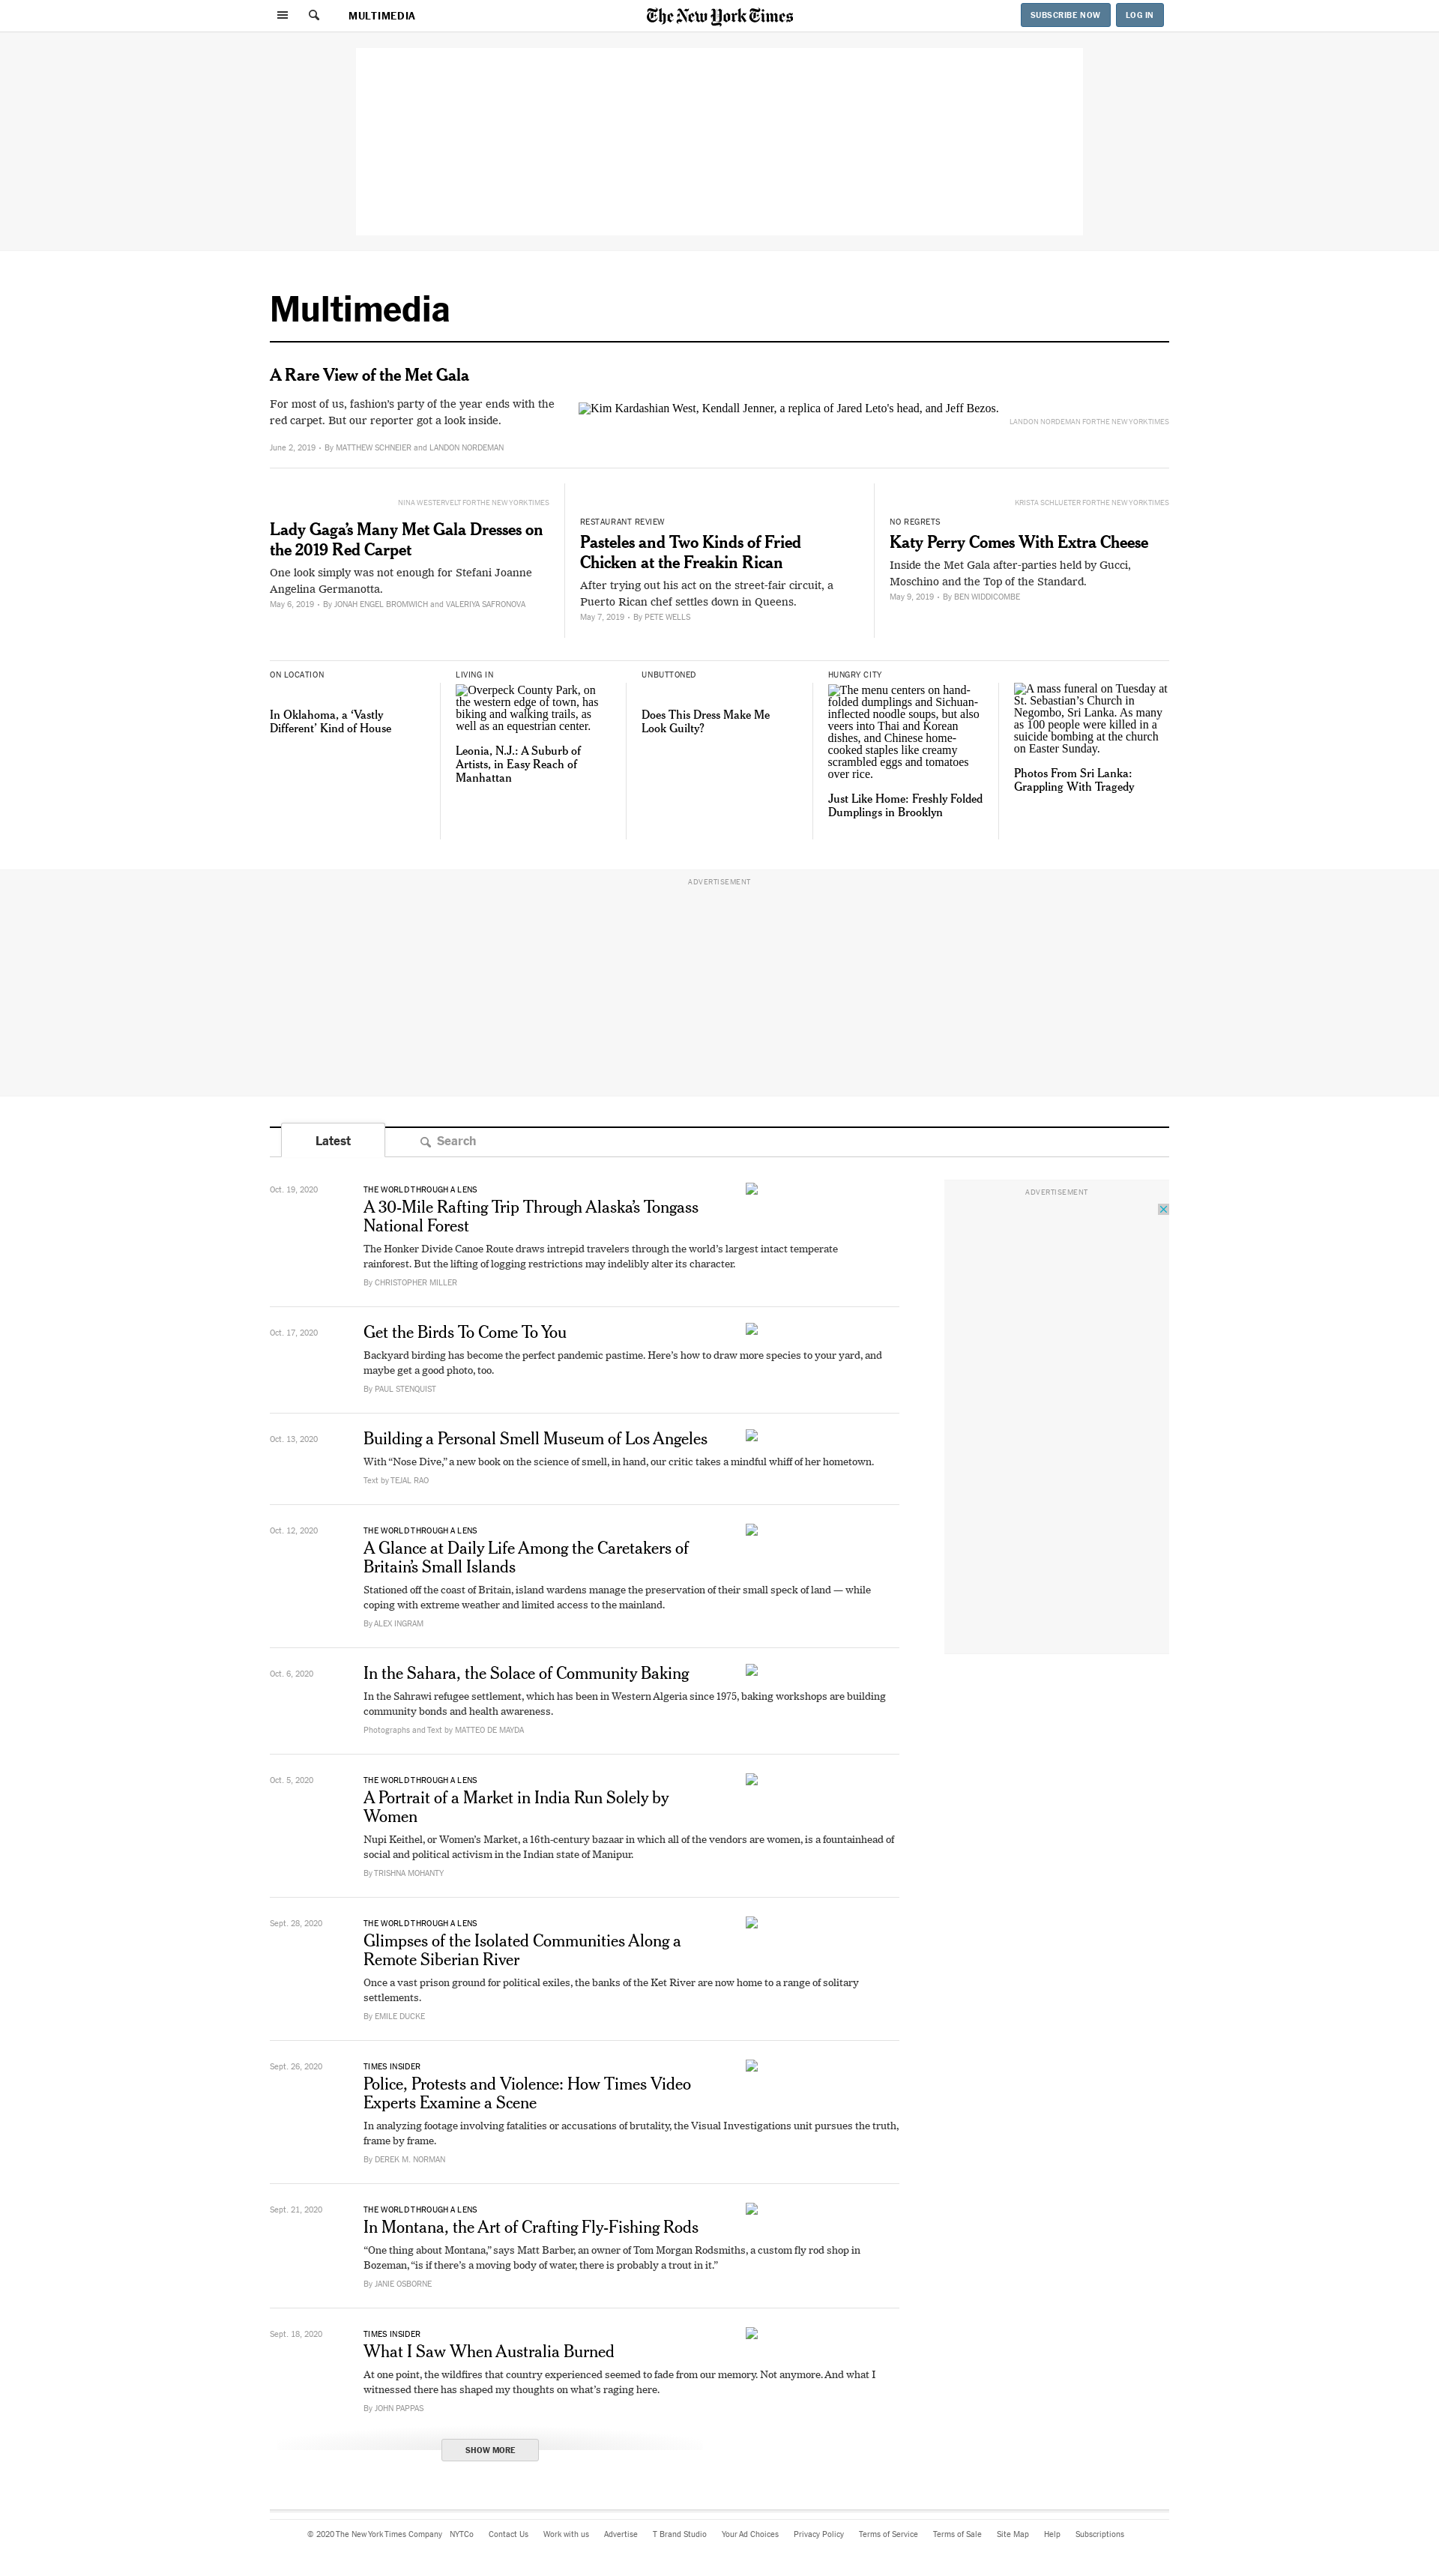 MULTIMEDIA
The New York Times
SUBSCRIBE NOW
LOG IN
Multimedia
A Rare View of the Met Gala
For most of us, fashion's party of the year ends with the
red carpet. But our reporter got a look inside.
June 2, 2019 • By MATTHEW SCHNEIER and LANDON NORDEMAN
Kim Kardashian West, Kendall Jenner, a replica of Jared Leto's head, and Jeff Bezos.
LANDON NORDEMAN FOR THE NEW YORK TIMES
NINA WESTERVELT FOR THE NEW YORK TIMES
Lady Gaga’s Many Met Gala Dresses on
the 2019 Red Carpet
One look simply was not enough for Stefani Joanne
Angelina Germanotta.
May 6, 2019 • By JONAH ENGEL BROMWICH and VALERIYA SAFRONOVA
RESTAURANT REVIEW
Pasteles and Two Kinds of Fried
Chicken at the Freakin Rican
After trying out his act on the street-fair circuit, a
Puerto Rican chef settles down in Queens.
May 7, 2019 • By PETE WELLS
KRISTA SCHLUETER FOR THE NEW YORK TIMES
NO REGRETS
Katy Perry Comes With Extra Cheese
Inside the Met Gala after-parties held by Gucci,
Moschino and the Top of the Standard.
May 9, 2019 • By BEN WIDDICOMBE
ON LOCATION
In Oklahoma, a ‘Vastly
Different’ Kind of House
LIVING IN
Overpeck County Park, on
the western edge of town, has
biking and walking trails, as
well as an equestrian center.
Leonia, N.J.: A Suburb of
Artists, in Easy Reach of
Manhattan
UNBUTTONED
Does This Dress Make Me
Look Guilty?
HUNGRY CITY
The menu centers on hand-
folded dumplings and Sichuan-
inflected noodle soups, but also
veers into Thai and Korean
dishes, and Chinese home-
cooked staples like creamy
scrambled eggs and tomatoes
over rice.
Just Like Home: Freshly Folded
Dumplings in Brooklyn
A mass funeral on Tuesday at
St. Sebastian’s Church in
Negombo, Sri Lanka. As many
as 100 people were killed in a
suicide bombing at the church
on Easter Sunday.
Photos From Sri Lanka:
Grappling With Tragedy
ADVERTISEMENT
Latest
Search
ADVERTISEMENT
Oct. 19, 2020
THE WORLD THROUGH A LENS
A 30-Mile Rafting Trip Through Alaska’s Tongass
National Forest
The Honker Divide Canoe Route draws intrepid travelers through the world’s largest intact temperate
rainforest. But the lifting of logging restrictions may indelibly alter its character.
By CHRISTOPHER MILLER
Oct. 17, 2020
Get the Birds To Come To You
Backyard birding has become the perfect pandemic pastime. Here’s how to draw more species to your yard, and
maybe get a good photo, too.
By PAUL STENQUIST
Oct. 13, 2020
Building a Personal Smell Museum of Los Angeles
With “Nose Dive,” a new book on the science of smell, in hand, our critic takes a mindful whiff of her hometown.
Text by TEJAL RAO
Oct. 12, 2020
THE WORLD THROUGH A LENS
A Glance at Daily Life Among the Caretakers of
Britain’s Small Islands
Stationed off the coast of Britain, island wardens manage the preservation of their small speck of land — while
coping with extreme weather and limited access to the mainland.
By ALEX INGRAM
Oct. 6, 2020
In the Sahara, the Solace of Community Baking
In the Sahrawi refugee settlement, which has been in Western Algeria since 1975, baking workshops are building
community bonds and health awareness.
Photographs and Text by MATTEO DE MAYDA
Oct. 5, 2020
THE WORLD THROUGH A LENS
A Portrait of a Market in India Run Solely by
Women
Nupi Keithel, or Women’s Market, a 16th-century bazaar in which all of the vendors are women, is a fountainhead of
social and political activism in the Indian state of Manipur.
By TRISHNA MOHANTY
Sept. 28, 2020
THE WORLD THROUGH A LENS
Glimpses of the Isolated Communities Along a
Remote Siberian River
Once a vast prison ground for political exiles, the banks of the Ket River are now home to a range of solitary
settlements.
By EMILE DUCKE
Sept. 26, 2020
TIMES INSIDER
Police, Protests and Violence: How Times Video
Experts Examine a Scene
In analyzing footage involving fatalities or accusations of brutality, the Visual Investigations unit pursues the truth,
frame by frame.
By DEREK M. NORMAN
Sept. 21, 2020
THE WORLD THROUGH A LENS
In Montana, the Art of Crafting Fly-Fishing Rods
“One thing about Montana,” says Matt Barber, an owner of Tom Morgan Rodsmiths, a custom fly rod shop in
Bozeman, “is if there’s a moving body of water, there is probably a trout in it.”
By JANIE OSBORNE
Sept. 18, 2020
TIMES INSIDER
What I Saw When Australia Burned
At one point, the wildfires that country experienced seemed to fade from our memory. Not anymore. And what I
witnessed there has shaped my thoughts on what’s raging here.
By JOHN PAPPAS
SHOW MORE
© 2020 The New York Times Company NYTCo Contact Us Work with us Advertise T Brand Studio Your Ad Choices Privacy Policy Terms of Service Terms of Sale Site Map Help Subscriptions